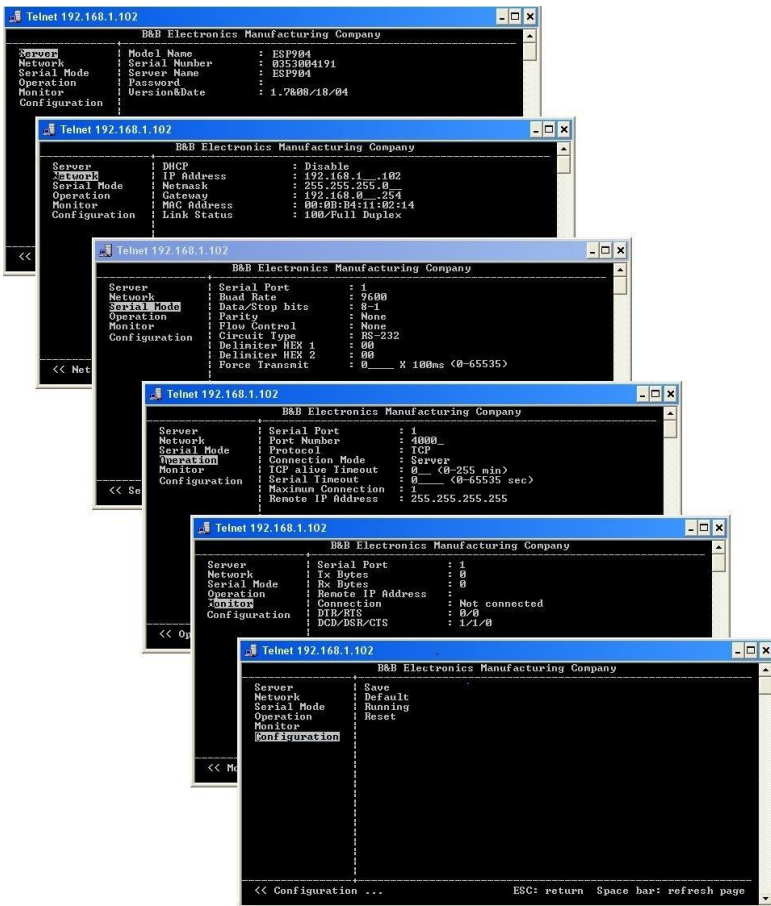 Telnet 192.168.1.102
B&B Electronics Manufacturing Company
Server
Network
Serial Mode
Operation
Monitor
Configuration
Model Name : ESP904
Serial Number : 0353004191
Server Name : ESP904
Password :
Version&Date : 1.7&08/18/04
<<
Telnet 192.168.1.102
B&B Electronics Manufacturing Company
Server
Network
Serial Mode
Operation
Monitor
Configuration
DHCP : Disable
IP Address : 192.168.1__.102
Netmask : 255.255.255.0__
Gateway : 192.168.0__.254
MAC Address : 00:0B:B4:11:02:14
Link Status : 100/Full Duplex
<< Net
Telnet 192.168.1.102
B&B Electronics Manufacturing Company
Server
Network
Serial Mode
Operation
Monitor
Configuration
Serial Port : 1
Buad Rate : 9600
Data/Stop bits : 8-1
Parity : None
Flow Control : None
Circuit Type : RS-232
Delimiter HEX 1 : 00
Delimiter HEX 2 : 00
Force Transmit : 0____ X 100ms (0-65535)
<< Se
Telnet 192.168.1.102
B&B Electronics Manufacturing Company
Server
Network
Serial Mode
Operation
Monitor
Configuration
Serial Port : 1
Port Number : 4000_
Protocol : TCP
Connection Mode : Server
TCP alive Timeout : 0__ (0-255 min)
Serial Timeout : 0____ (0-65535 sec)
Maximum Connection : 1
Remote IP Address : 255.255.255.255
<< Op
Telnet 192.168.1.102
B&B Electronics Manufacturing Company
Server
Network
Serial Mode
Operation
Monitor
Configuration
Serial Port : 1
Tx Bytes : 0
Rx Bytes : 0
Remote IP Address :
Connection : Not connected
DTR/RTS : 0/0
DCD/DSR/CTS : 1/1/0
<< Mo
Telnet 192.168.1.102
B&B Electronics Manufacturing Company
Server
Network
Serial Mode
Operation
Monitor
Configuration
Save
Default
Running
Reset
<< Configuration ... ESC: return Space bar: refresh page